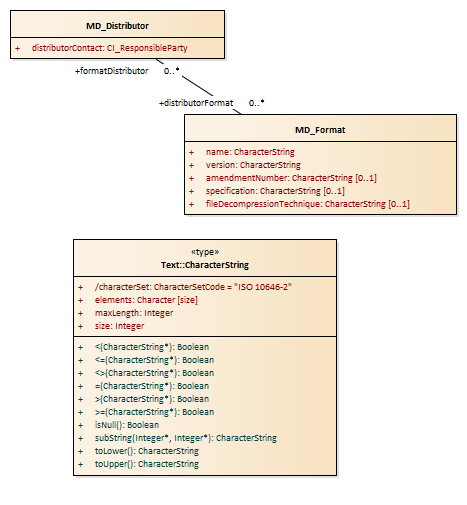 MD_Distributor
+ distributorContact: CI_ResponsibleParty
+formatDistributor 0..*
+distributorFormat 0..*
MD_Format
+ name: CharacterString
+ version: CharacterString
+ amendmentNumber: CharacterString [0..1]
+ specification: CharacterString [0..1]
+ fileDecompressionTechnique: CharacterString [0..1]
«type»
Text::CharacterString
+ /characterSet: CharacterSetCode = "ISO 10646-2"
+ elements: Character [size]
+ maxLength: Integer
+ size: Integer
+ <(CharacterString*): Boolean
+ <=(CharacterString*): Boolean
+ <>(CharacterString*): Boolean
+ =(CharacterString*): Boolean
+ >(CharacterString*): Boolean
+ >=(CharacterString*): Boolean
+ isNull(): Boolean
+ subString(Integer*, Integer*): CharacterString
+ toLower(): CharacterString
+ toUpper(): CharacterString